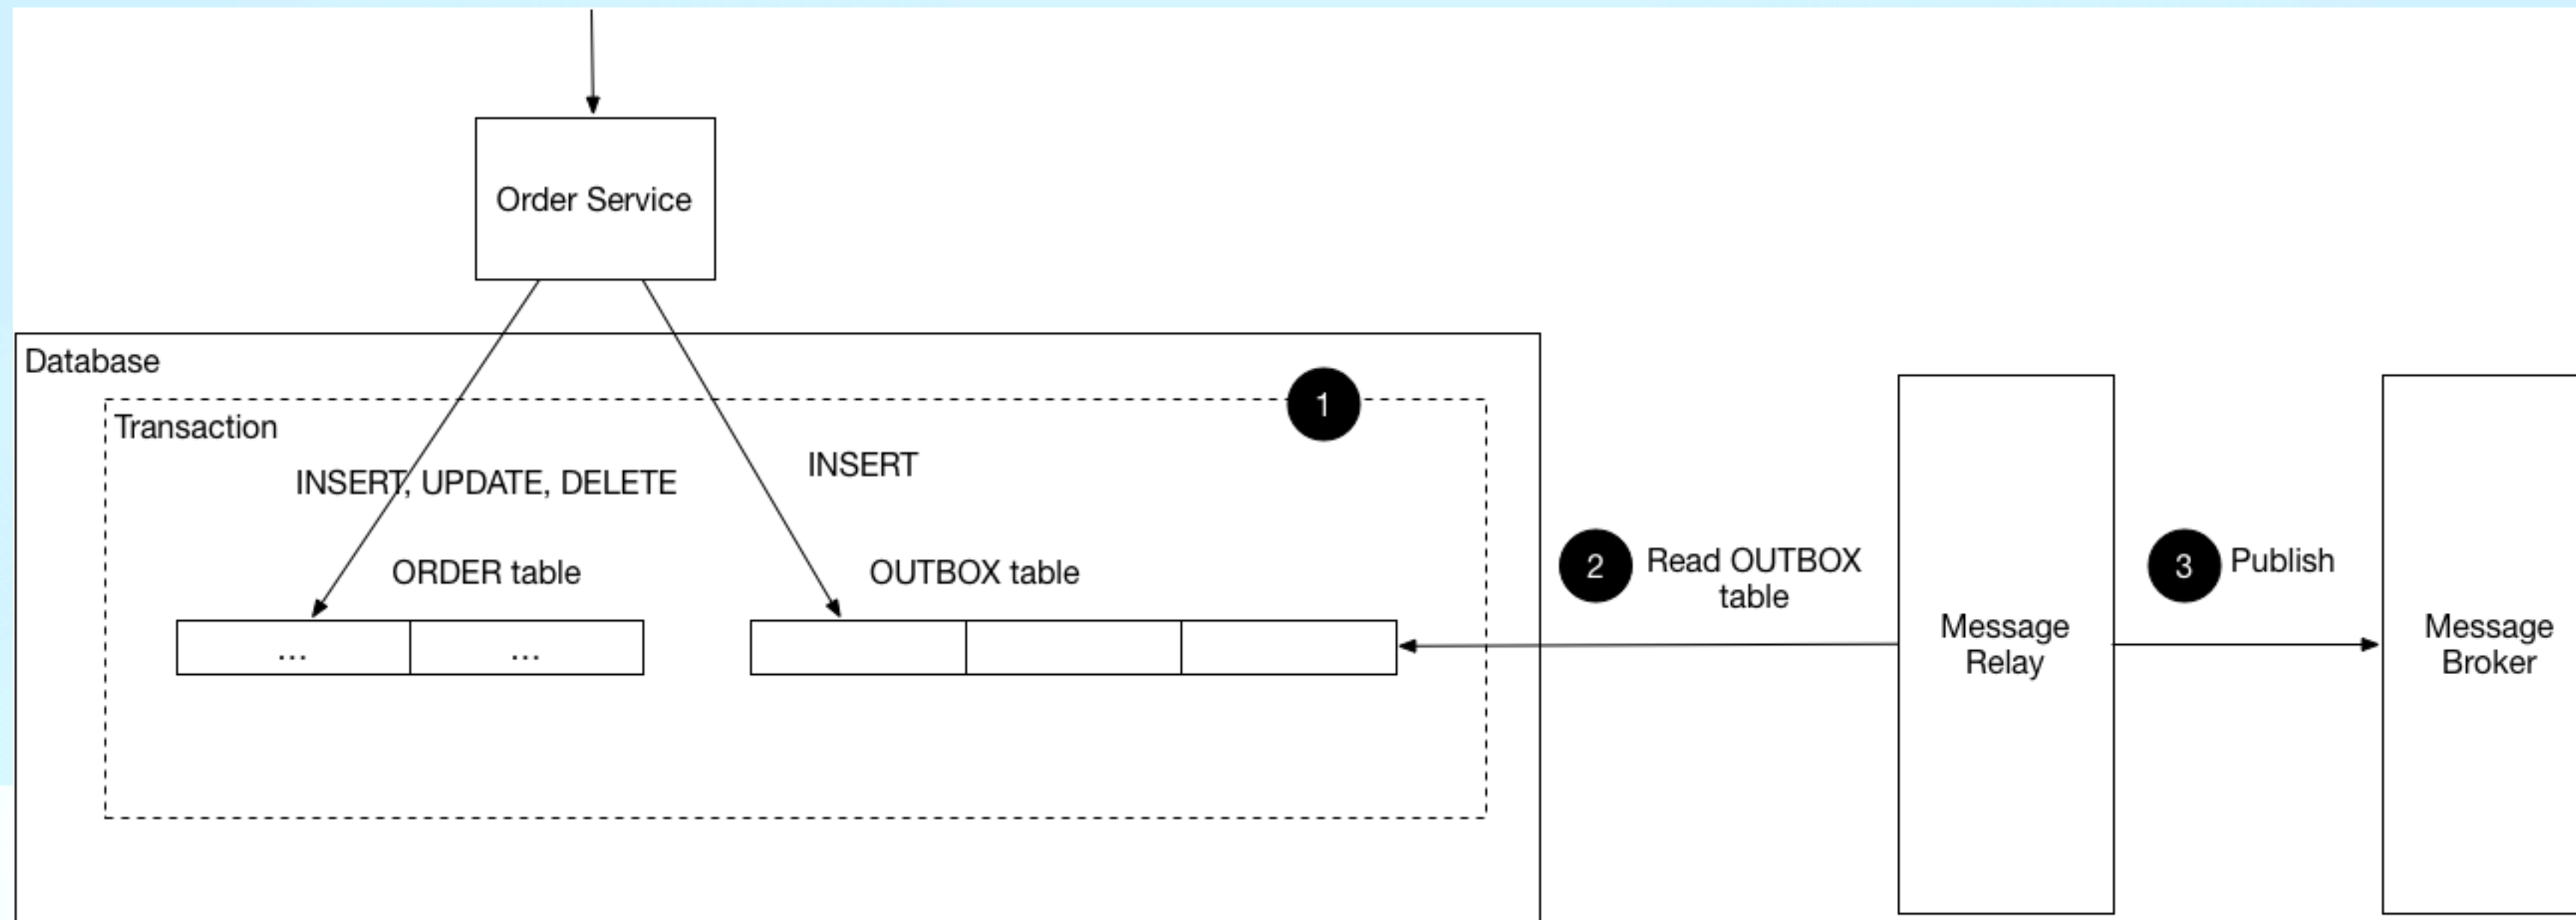 Order Service
Database
Transaction
1
INSERT, UPDATE, DELETE
INSERT
ORDER table
OUTBOX table
...
...
2
Read OUTBOX
table
Message
Relay
3
Publish
Message
Broker